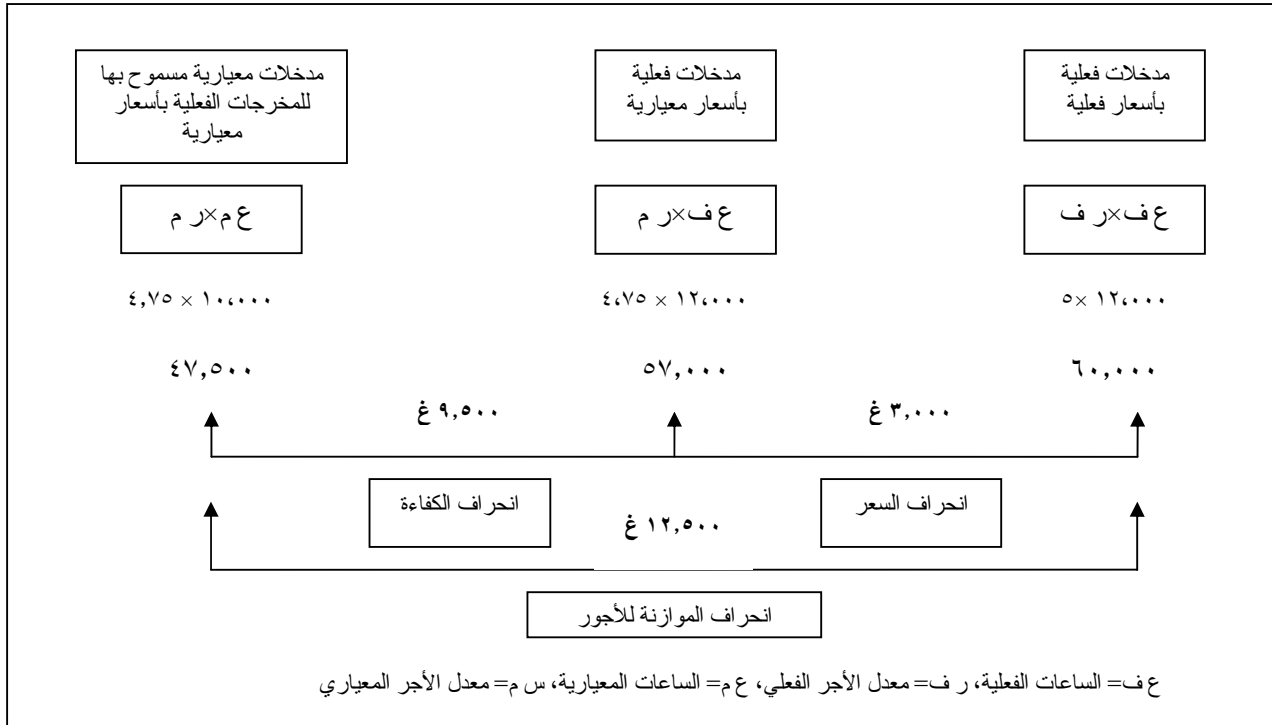 مدخلات فعلية
بأسعار فعلية
مدخلات فعلية
بأسعار معيارية
مدخلات معيارية مسموح بها
للمخرجات الفعلية بأسعار
معيارية
ع ف×ر ف
ع ف×ر م
ع م×ر م
١٢،٠٠٠× ٥
١٢،٠٠٠ × ٤،٧٥
١٠،٠٠٠ × ٤,٧٥
٦٠,٠٠٠
٥٧,٠٠٠
٤٧,٥٠٠
٣,٠٠٠ غ
٩,٥٠٠ غ
انحراف السعر
انحراف الكفاءة
١٢,٥٠٠ غ
انحراف الموازنة للأجور
ع ف= الساعات الفعلية، ر ف= معدل الأجر الفعلي، ع م= الساعات المعيارية، س م= معدل الأجر المعياري